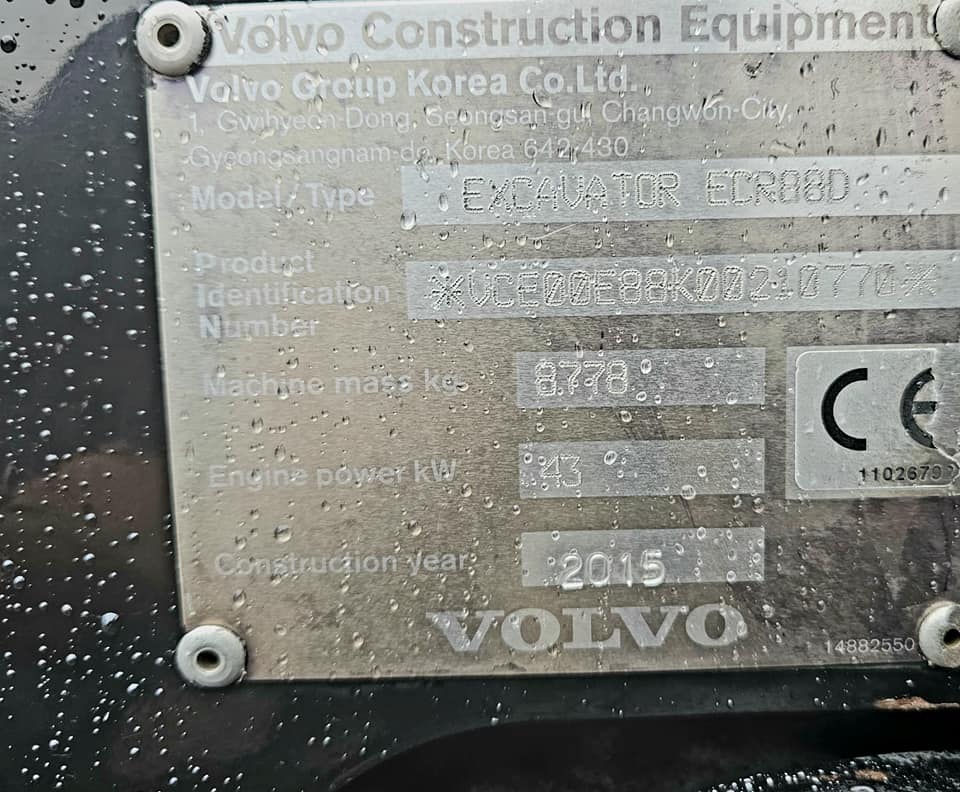 Volvo Construction Equipment
Volvo Group Korea Co.Ltd.
1, Gwihyeon-Dong, Seongsan-gu, Changwon-City,
Gyeongsangnam-do, Korea 642-430
Model/Type EXCAVATOR ECR88D
Product
Identification *VCE00E88K00210770*
Number
Machine mass kg 8778
Engine power kW 43
CE
Construction year 2015
VOLVO
14882550